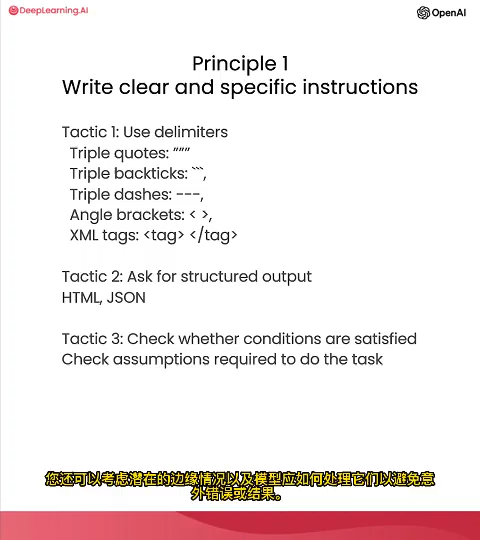 DeepLearning.AI
OpenAI
Principle 1
Write clear and specific instructions
Tactic 1: Use delimiters
Triple quotes: """
Triple backticks: ```,
Triple dashes: ---,
Angle brackets: < >,
XML tags: <tag> </tag>
Tactic 2: Ask for structured output
HTML, JSON
Tactic 3: Check whether conditions are satisfied
Check assumptions required to do the task
您还可以考虑潜在的边缘情况以及模型应如何处理它们以避免意
外错误或结果。